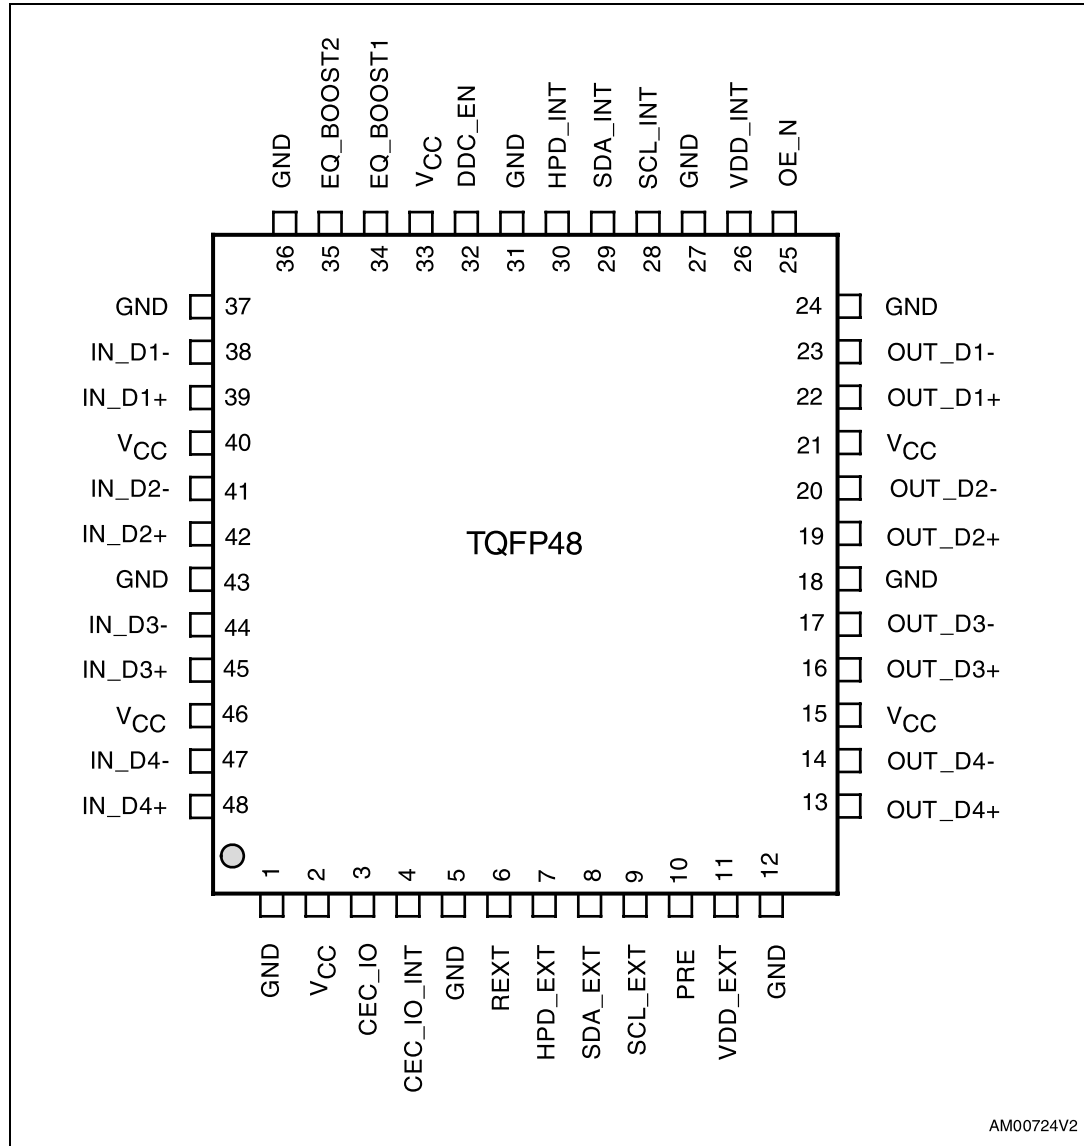 GND
EQ_BOOST2
EQ_BOOST1
VCC
DDC_EN
GND
HPD_INT
SDA_INT
SCL_INT
GND
VDD_INT
OE_N
36 35 34 33 32 31 30 29 28 27 26 25
GND 37 24 GND
IN_D1- 38 23 OUT_D1-
IN_D1+ 39 22 OUT_D1+
VCC 40 21 VCC
IN_D2- 41 20 OUT_D2-
IN_D2+ 42 19 OUT_D2+
TQFP48
GND 43 18 GND
IN_D3- 44 17 OUT_D3-
IN_D3+ 45 16 OUT_D3+
VCC 46 15 VCC
IN_D4- 47 14 OUT_D4-
IN_D4+ 48 13 OUT_D4+
1 2 3 4 5 6 7 8 9 10 11 12
GND
VCC
CEC_IO
CEC_IO_INT
GND
REXT
HPD_EXT
SDA_EXT
SCL_EXT
PRE
VDD_EXT
GND
AM00724V2